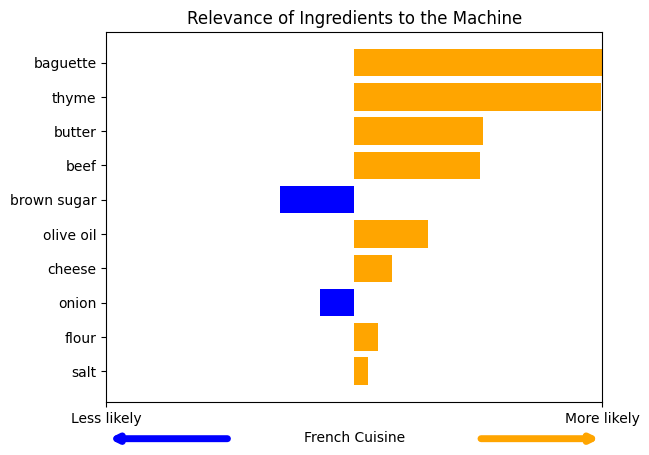 Relevance of Ingredients to the Machine
baguette
thyme
butter
beef
brown sugar
olive oil
cheese
onion
flour
salt
Less likely
More likely
French Cuisine